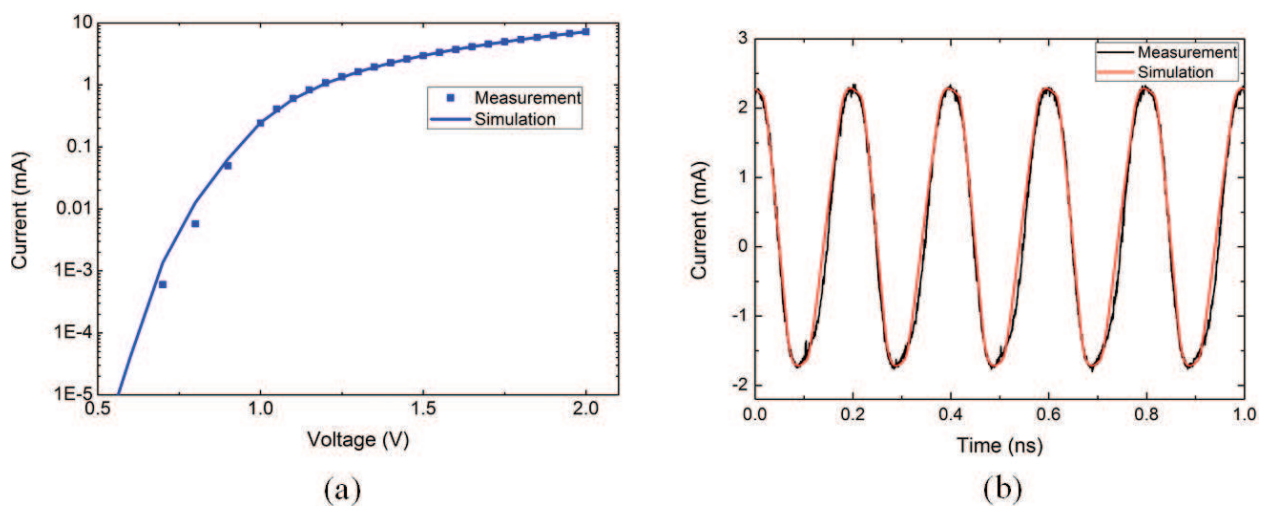 10
1
0.1
0.01
1E-3
1E-4
1E-5
Current (mA)
Measurement
Simulation
0.5
1.0
1.5
2.0
Voltage (V)
(a)
3
2
1
0
-1
-2
Current (mA)
Measurement
Simulation
0.0
0.2
0.4
0.6
0.8
1.0
Time (ns)
(b)